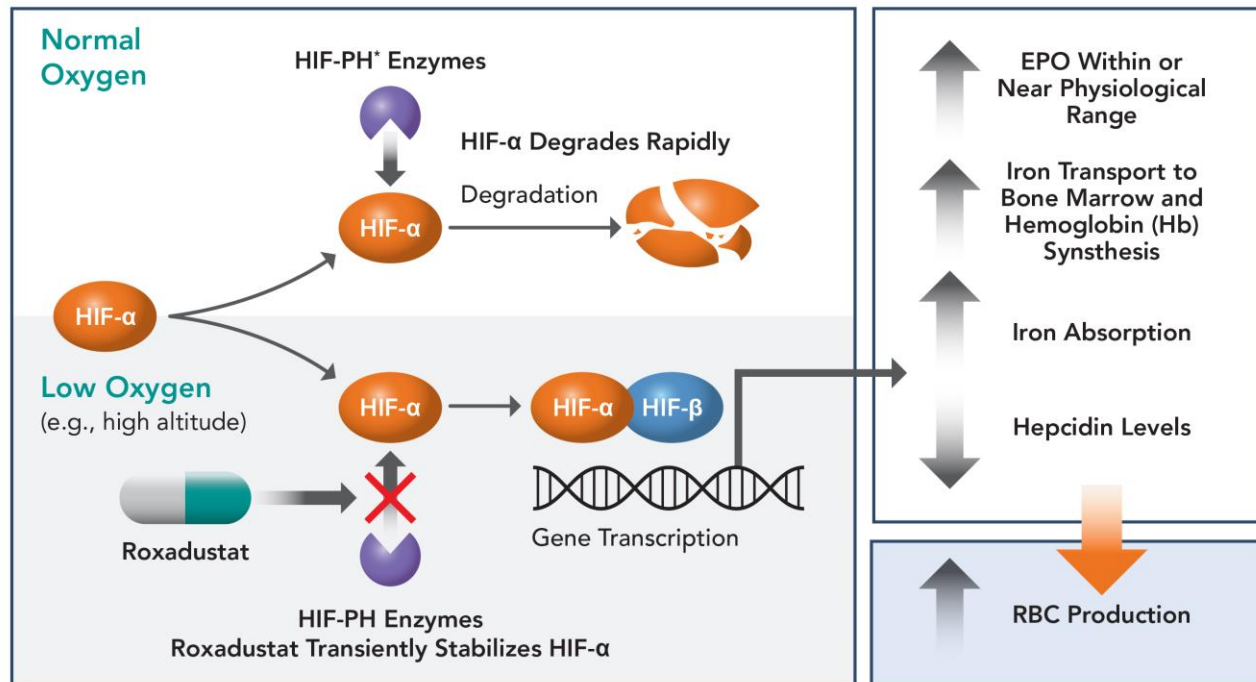 Normal
Oxygen
HIF-PH* Enzymes
HIF-α Degrades Rapidly
Degradation
HIF-α
HIF-α
Low Oxygen
(e.g., high altitude)
HIF-α
HIF-α
HIF-β
Roxadustat
Gene Transcription
HIF-PH Enzymes
Roxadustat Transiently Stabilizes HIF-α
EPO Within or
Near Physiological
Range
Iron Transport to
Bone Marrow and
Hemoglobin (Hb)
Synsthesis
Iron Absorption
Hepcidin Levels
RBC Production